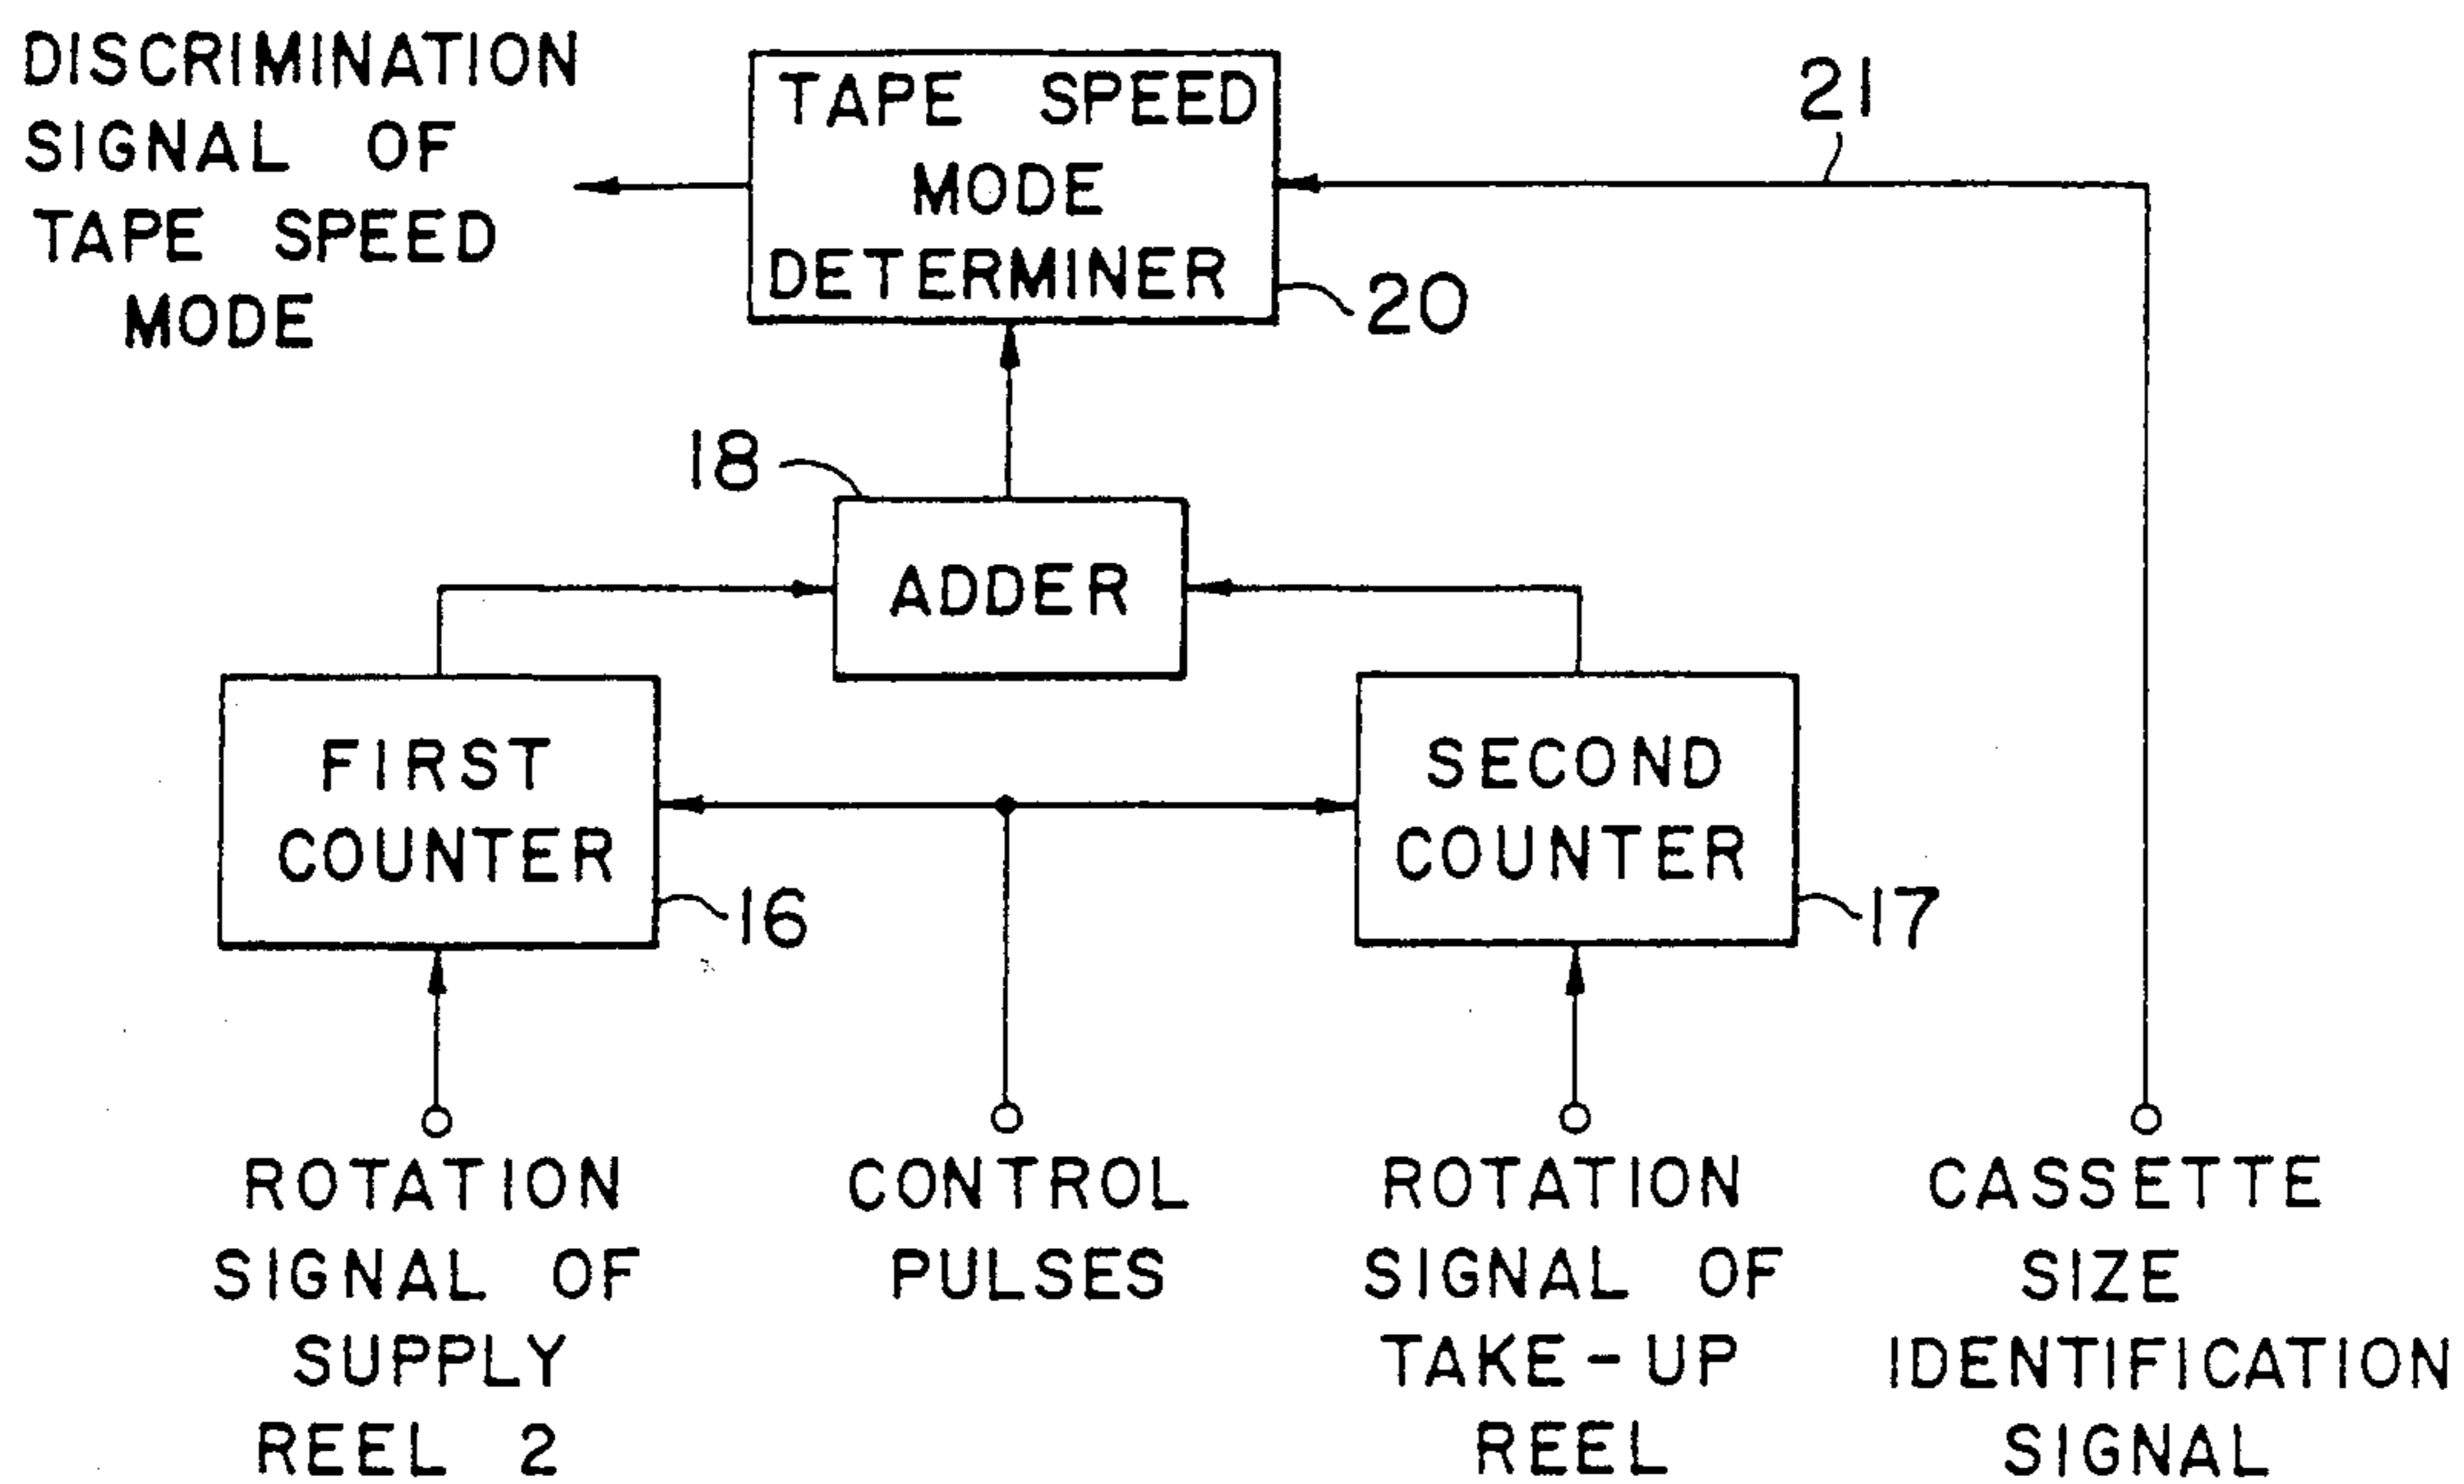 DISCRIMINATION
SIGNAL OF
TAPE SPEED
MODE
TAPE SPEED
MODE
DETERMINER
21
20
18
ADDER
FIRST
COUNTER
16
SECOND
COUNTER
17
ROTATION
SIGNAL OF
SUPPLY
REEL 2
CONTROL
PULSES
ROTATION
SIGNAL OF
TAKE-UP
REEL
CASSETTE
SIZE
IDENTIFICATION
SIGNAL